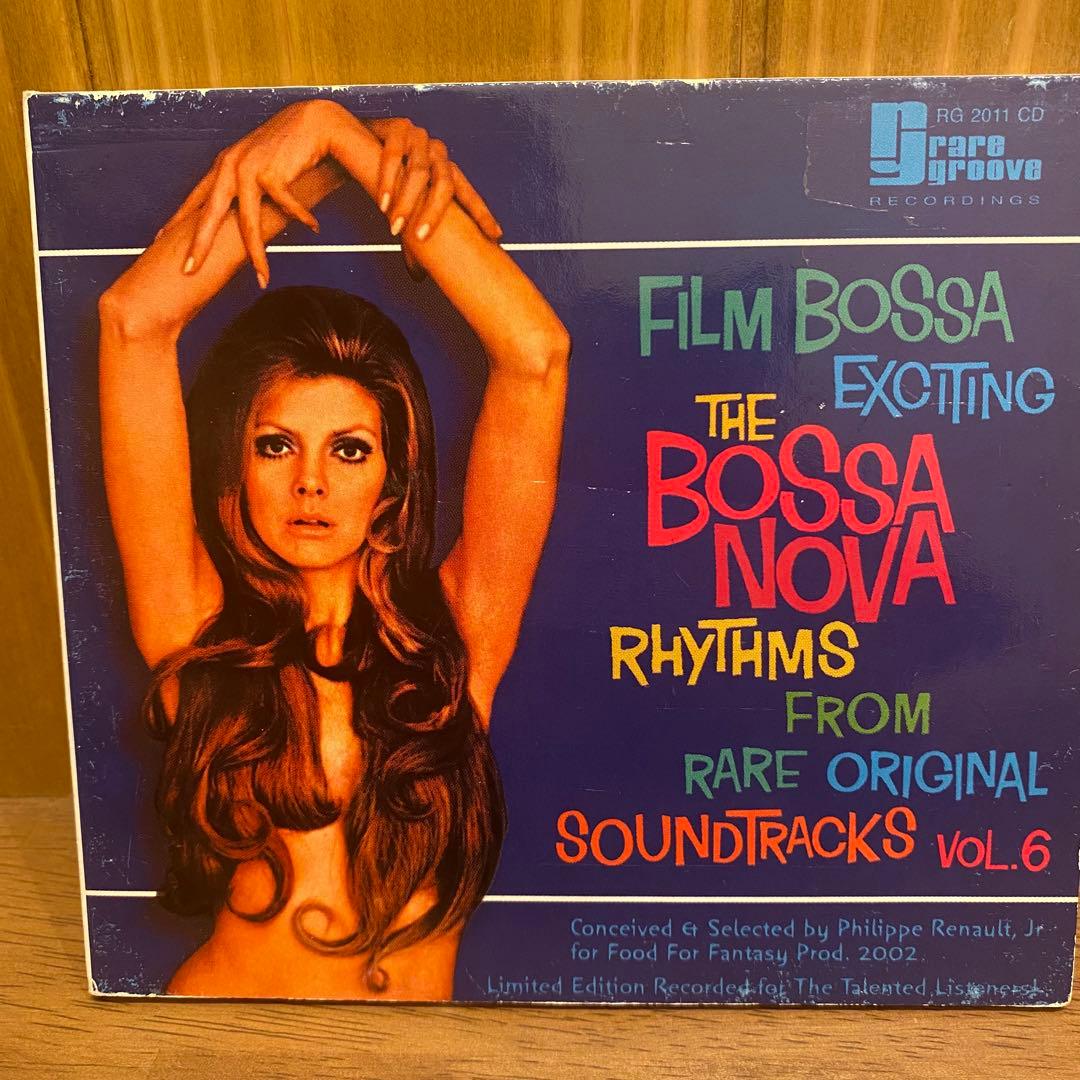 RG 2011 CD
rg rare
groove
RECORDINGS
FILM BOSSA
EXCITING
THE
BOSSA
NOVA
RHYTHMS
FROM
RARE ORIGINAL
SOUNDTRACKS VOL.6
Conceived & Selected by Philippe Renault, Jr
for Food For Fantasy Prod. 2002
Limited Edition Recorded for The Talented Listeners!